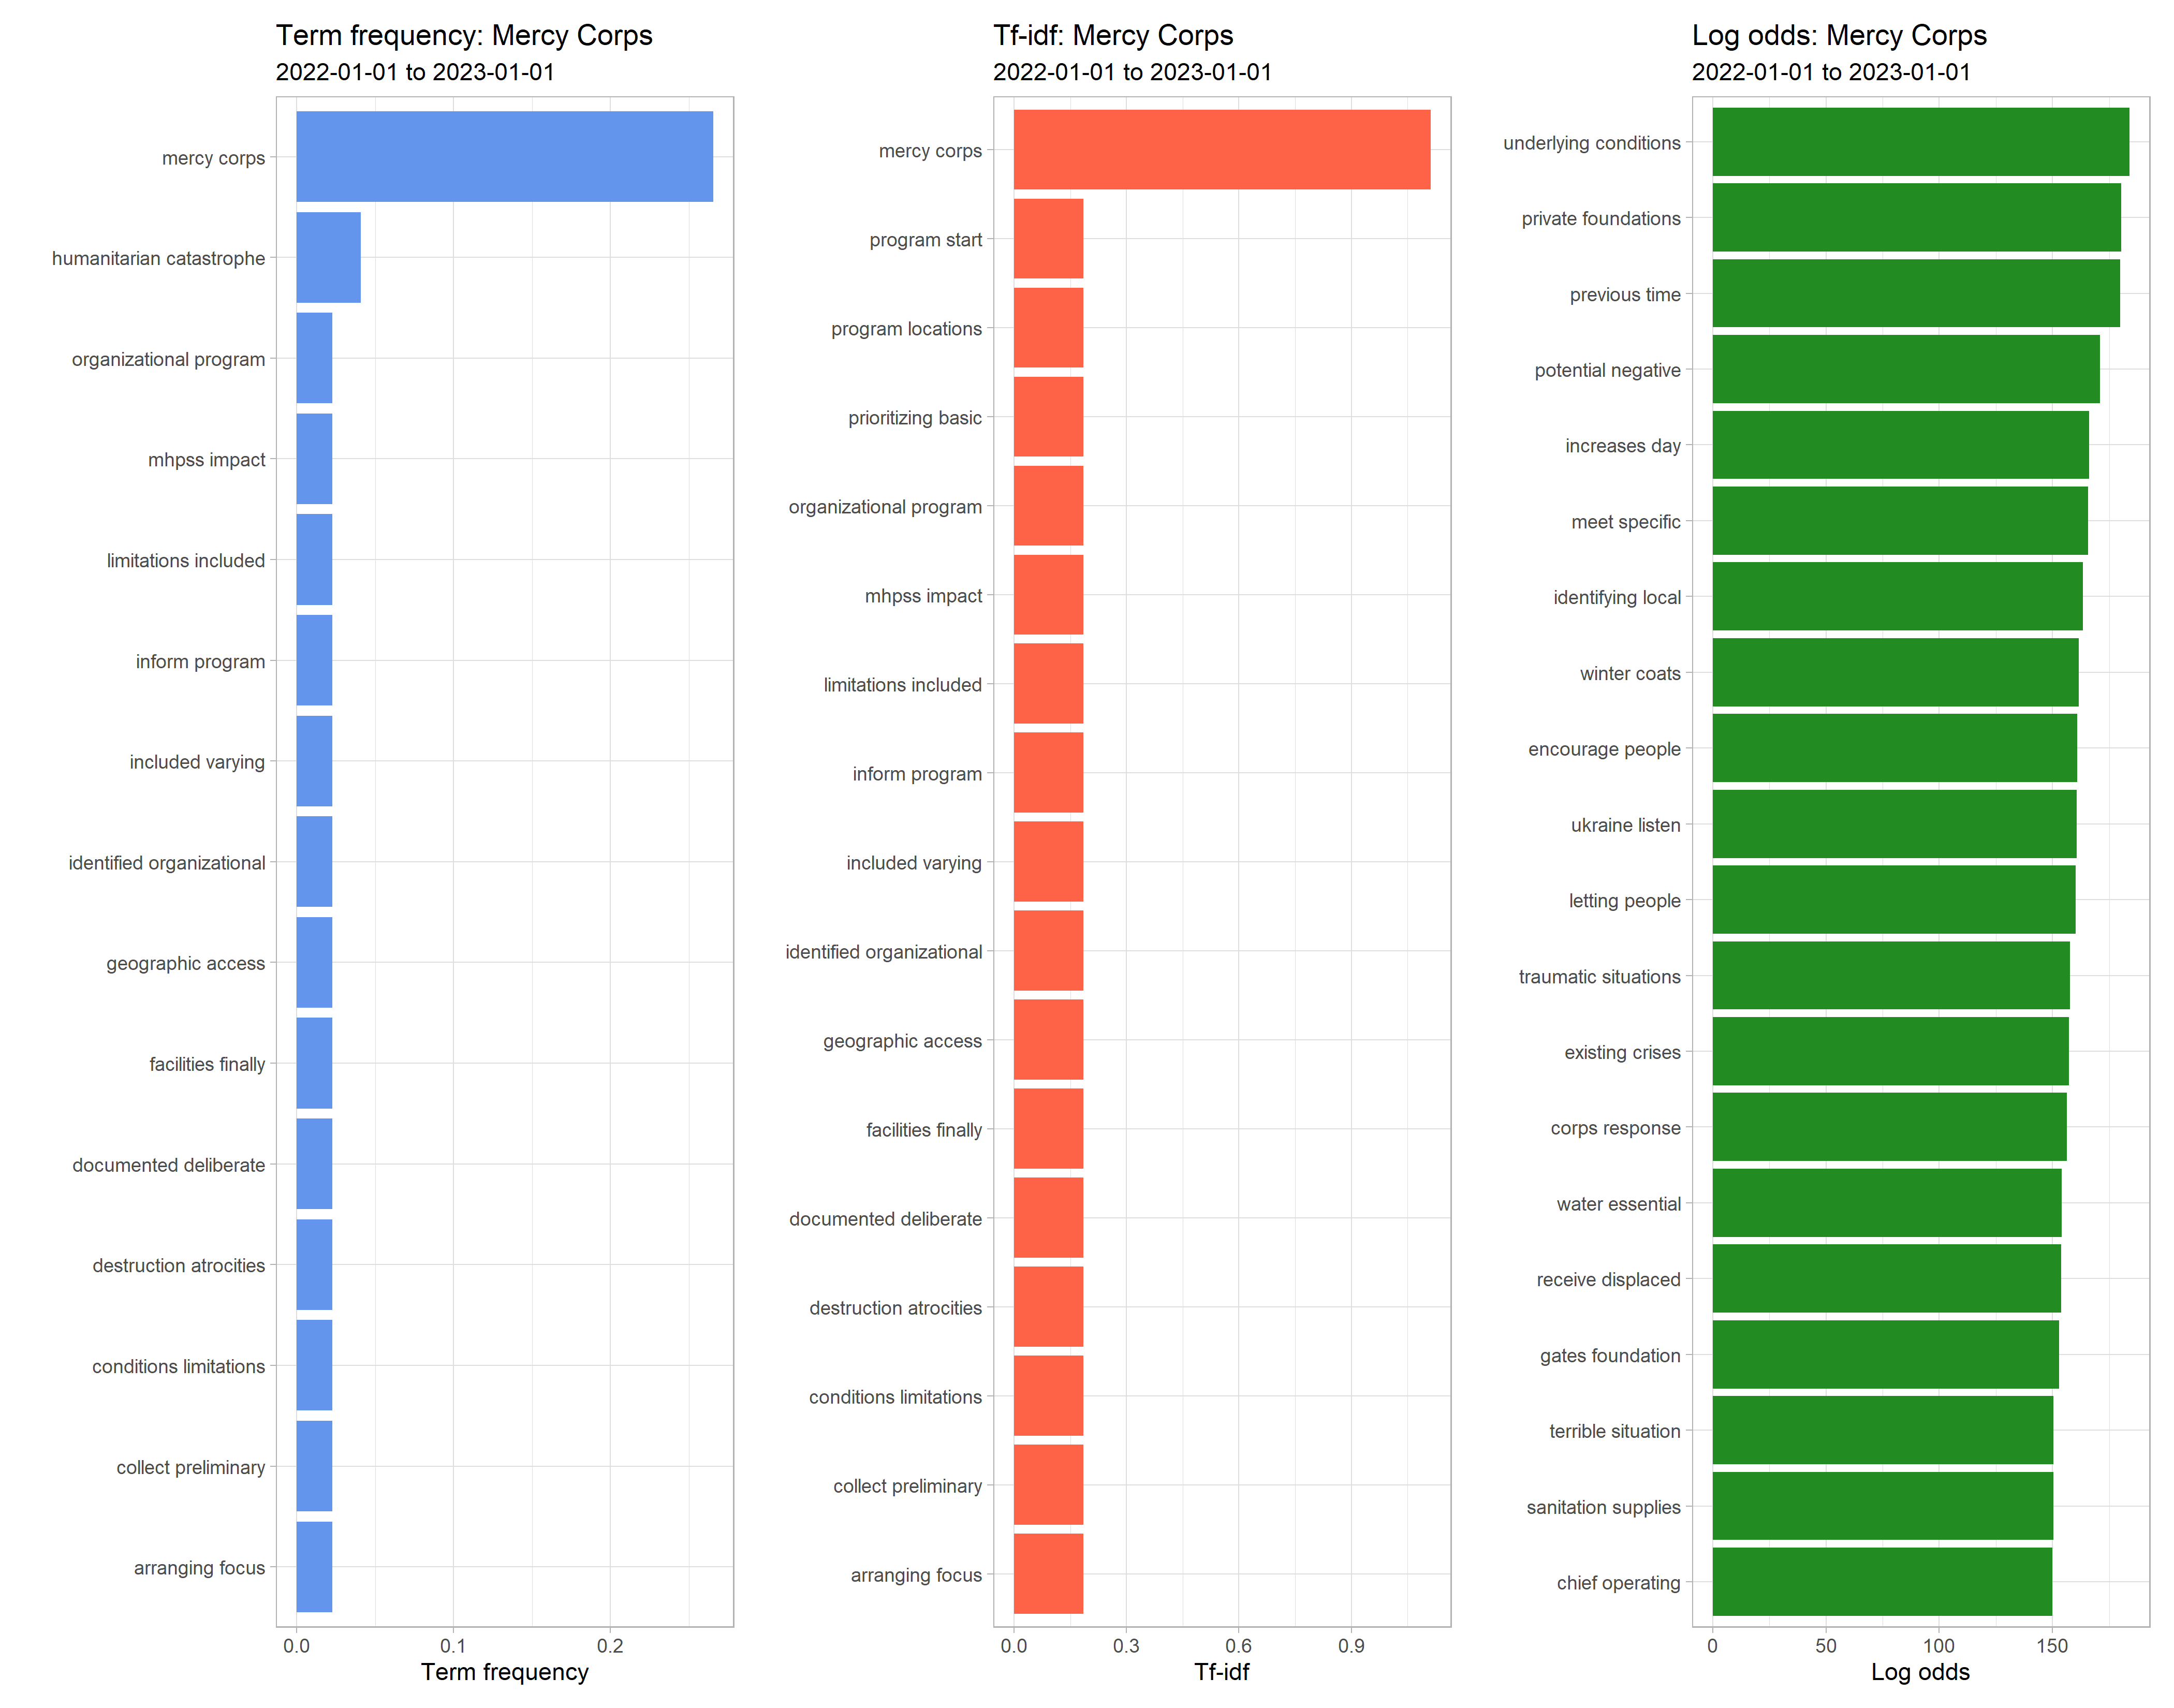 Term frequency: Mercy Corps
2022-01-01 to 2023-01-01
mercy corps
humanitarian catastrophe
organizational program
mhpss impact
limitations included
inform program
included varying
identified organizational
geographic access
facilities finally
documented deliberate
destruction atrocities
conditions limitations
collect preliminary
arranging focus
0.0 0.1 0.2
Term frequency
Tf-idf: Mercy Corps
2022-01-01 to 2023-01-01
mercy corps
program start
program locations
prioritizing basic
organizational program
mhpss impact
limitations included
inform program
included varying
identified organizational
geographic access
facilities finally
documented deliberate
destruction atrocities
conditions limitations
collect preliminary
arranging focus
0.0 0.3 0.6 0.9
Tf-idf
Log odds: Mercy Corps
2022-01-01 to 2023-01-01
underlying conditions
private foundations
previous time
potential negative
increases day
meet specific
identifying local
winter coats
encourage people
ukraine listen
letting people
traumatic situations
existing crises
corps response
water essential
receive displaced
gates foundation
terrible situation
sanitation supplies
chief operating
0 50 100 150
Log odds